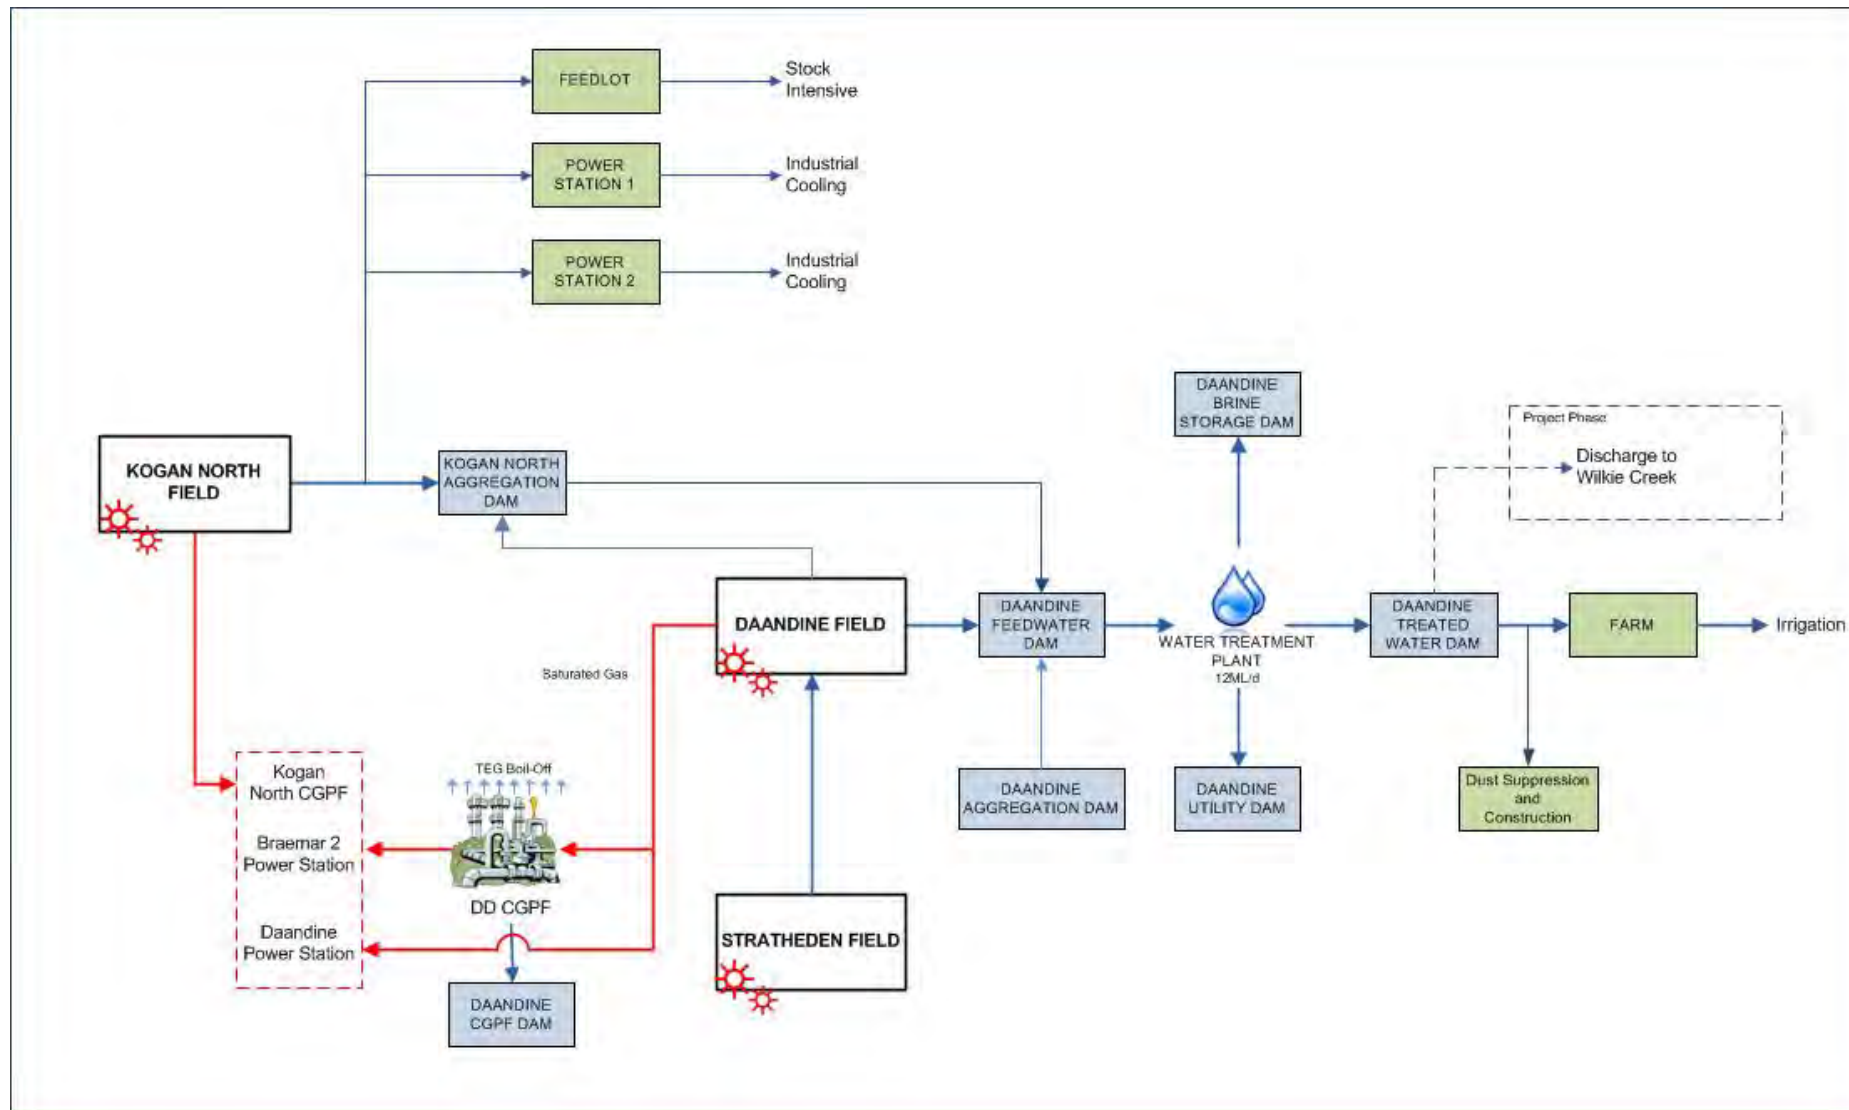 FEEDLOT
Stock
Intensive
POWER
STATION 1
Industrial
Cooling
POWER
STATION 2
Industrial
Cooling
DAANDINE
BRINE
STORAGE DAM
Project Phase
Discharge to
Wilkie Creek
KOGAN NORTH
FIELD
KOGAN NORTH
AGGREGATION
DAM
DAANDINE FIELD
DAANDINE
FEEDWATER
DAM
WATER TREATMENT
PLANT
12ML/d
DAANDINE
TREATED
WATER DAM
FARM
Irrigation
Saturated Gas
Kogan
North CGPF
TEG Boil-Off
DAANDINE
AGGREGATION DAM
DAANDINE
UTILITY DAM
Dust Suppression
and
Construction
Braemar 2
Power Station
DD CGPF
Daandine
Power Station
STRATHEDEN FIELD
DAANDINE
CGPF DAM